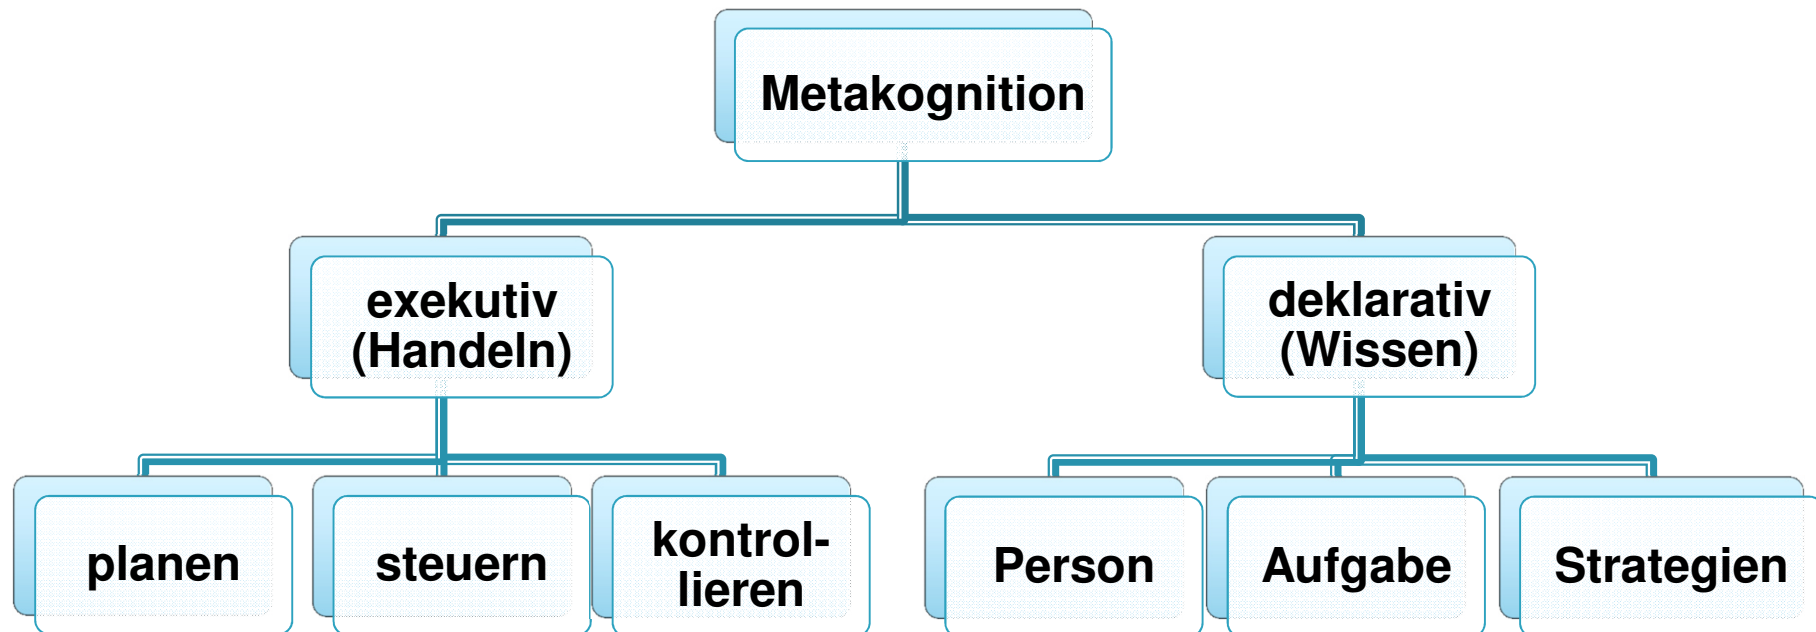 Metakognition
exekutiv
(Handeln)
deklarativ
(Wissen)
planen
steuern
kontrol-
lieren
Person
Aufgabe
Strategien